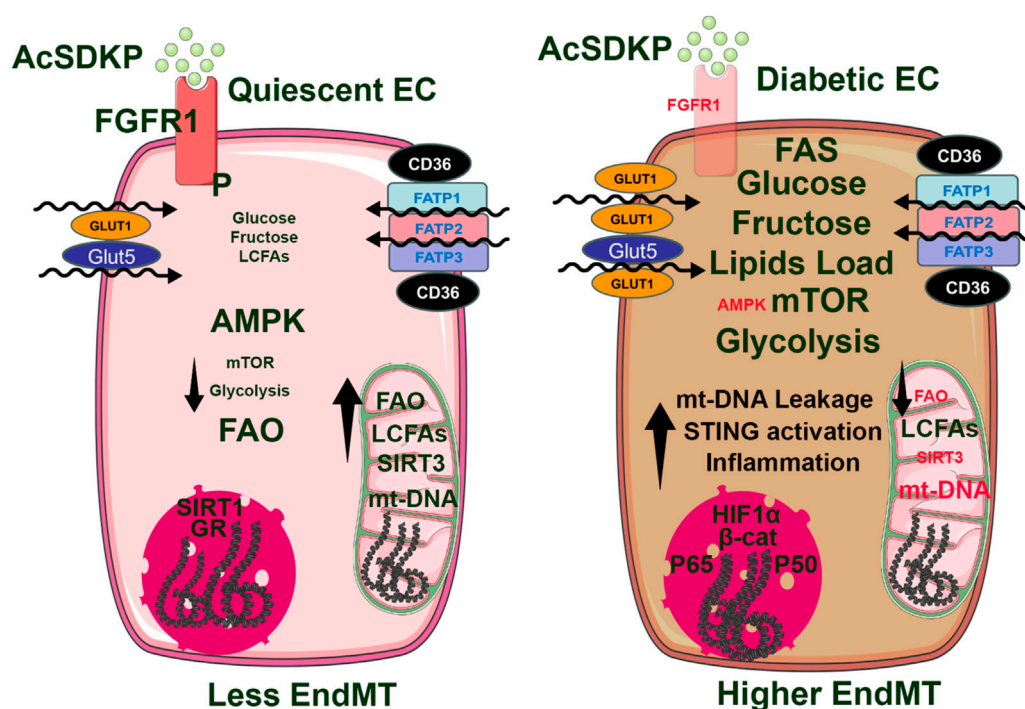 AcSDKP
Quiescent EC
FGFR1
P
CD36
FATP1
FATP2
FATP3
CD36
GLUT1
Glut5
Glucose
Fructose
LCFAs
AMPK
mTOR
Glycolysis
FAO
FAO
LCFAs
SIRT3
mt-DNA
SIRT1
GR
Less EndMT
AcSDKP
Diabetic EC
FGFR1
FAS
Glucose
Fructose
Lipids Load
AMPK mTOR
Glycolysis
GLUT1
GLUT1
Glut5
GLUT1
CD36
FATP1
FATP2
FATP3
CD36
mt-DNA Leakage
STING activation
Inflammation
FAO
LCFAs
SIRT3
mt-DNA
HIF1α
β-cat
P65 P50
Higher EndMT